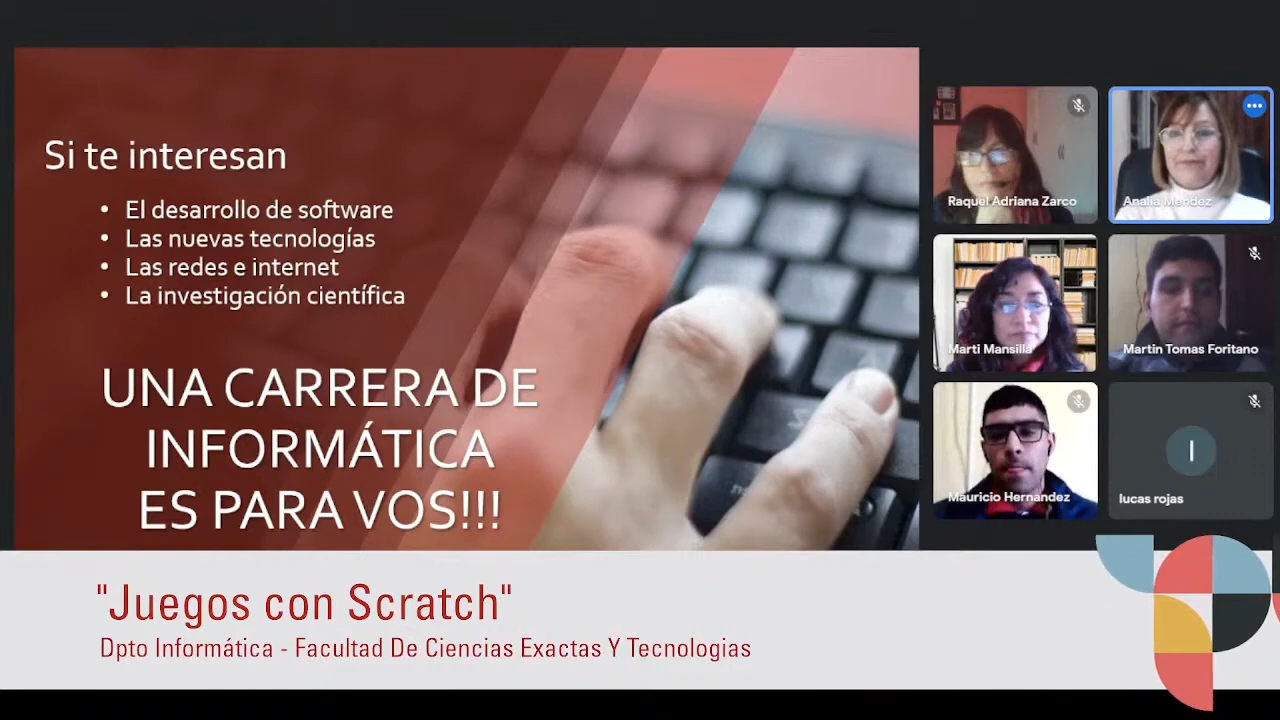 Si te interesan
• El desarrollo de software
• Las nuevas tecnologías
• Las redes e internet
• La investigación científica
UNA CARRERA DE
INFORMÁTICA
ES PARA VOS!!!
Raquel Adriana Zarco
Analía Mendez
Marti Mansilla
Martin Tomas Foritano
Mauricio Hernandez
I
lucas rojas
"Juegos con Scratch"
Dpto Informática - Facultad De Ciencias Exactas Y Tecnologias